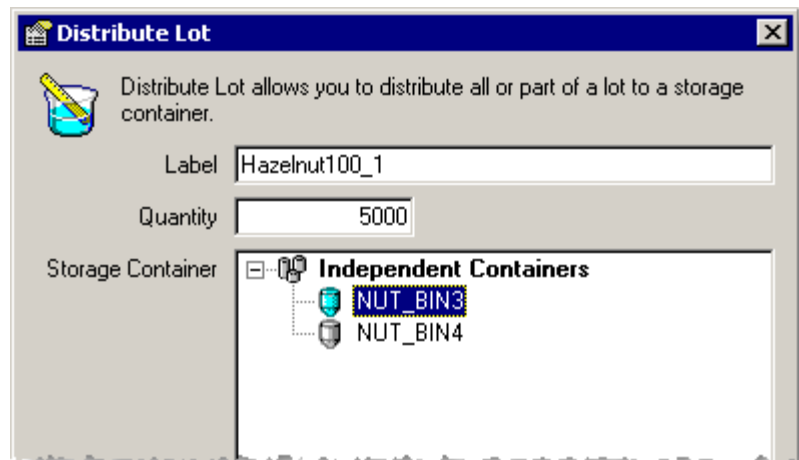 Distribute Lot
Distribute Lot allows you to distribute all or part of a lot to a storage
container.
Label Hazelnut100_1
Quantity 5000
Storage Container Independent Containers
NUT_BIN3
NUT_BIN4